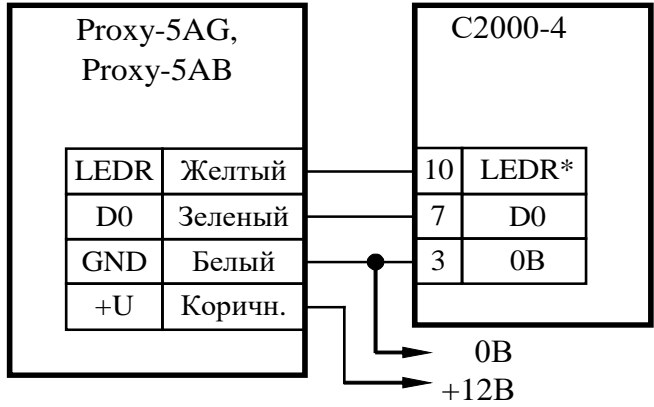 Proxy-5AG,
Proxy-5AB
C2000-4
LEDR Желтый 10 LEDR*
D0 Зеленый 7 D0
GND Белый 3 0В
+U Коричн.
0В
+12В